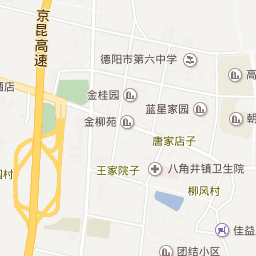 京昆高速
德阳市第六中学
高
酒店
金桂园
蓝星家园
朝
金柳苑
唐家店子
王家院子
八角井镇卫生院
园村
柳风村
佳益
团结小区